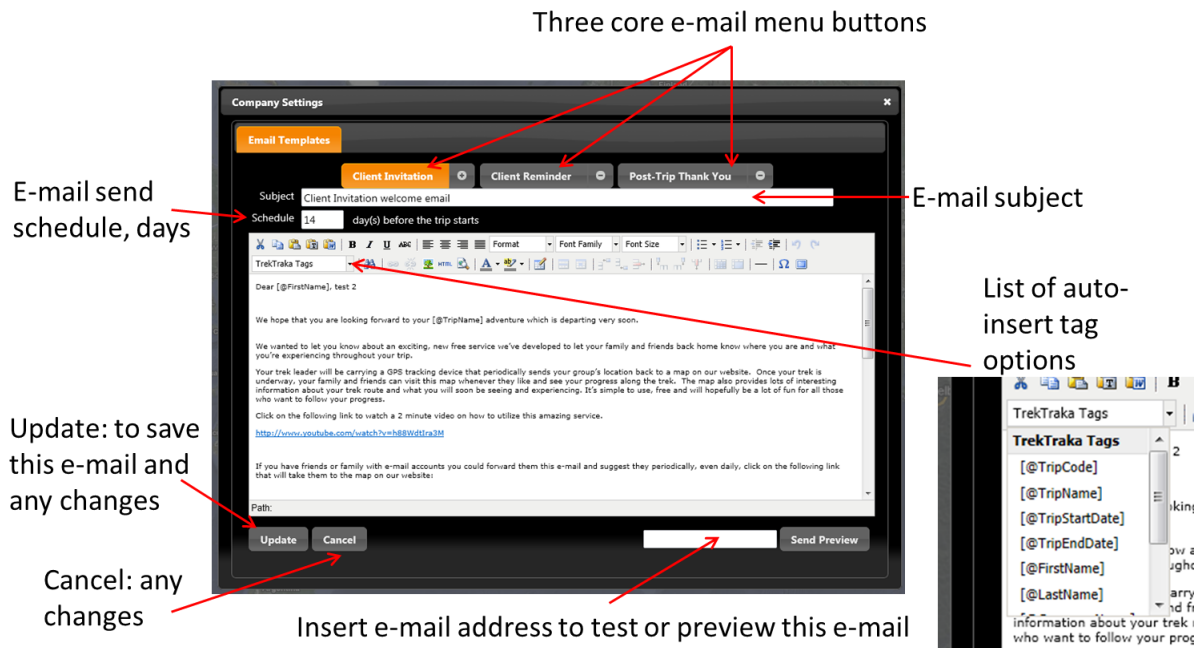 Three core e-mail menu buttons
Company Settings
Email Templates
Client Invitation
Client Reminder
Post-Trip Thank You
E-mail send
schedule, days
Subject
Client Invitation welcome email
E-mail subject
Schedule
14
day(s) before the trip starts
B I U ABC
Format
Font Family
Font Size
TrekTraka Tags
HTML
Dear [@FirstName], test 2
We hope that you are looking forward to your [@TripName] adventure which is departing very soon.
We wanted to let you know about an exciting, new free service we've developed to let your family and friends back home know where you are and what
you're experiencing throughout your trip.
Your trek leader will be carrying a GPS tracking device that periodically sends your group's location back to a map on our website.  Once your trek is
underway, your family and friends can visit this map whenever they like and see your progress along the trek.  The map also provides lots of interesting
information about your trek route and what you will soon be seeing and experiencing. It's simple to use, free and will hopefully be a lot of fun for all those
who want to follow your progress.
Click on the following link to watch a 2 minute video on how to utilize this amazing service.
http://www.youtube.com/watch?v=h88WdtIra3M
If you have friends or family with e-mail accounts you could forward them this e-mail and suggest they periodically, even daily, click on the following link
that will take them to the map on our website:
Path:
Update
Cancel
Send Preview
List of auto-
insert tag
options
B
TrekTraka Tags
TrekTraka Tags
2
[@TripCode]
[@TripName]
oking
[@TripStartDate]
[@TripEndDate]
ow a
[@FirstName]
ugho
[@LastName]
arry
nd fr
information about your trek
who want to follow your prog
Update: to save
this e-mail and
any changes
Cancel: any
changes
Insert e-mail address to test or preview this e-mail